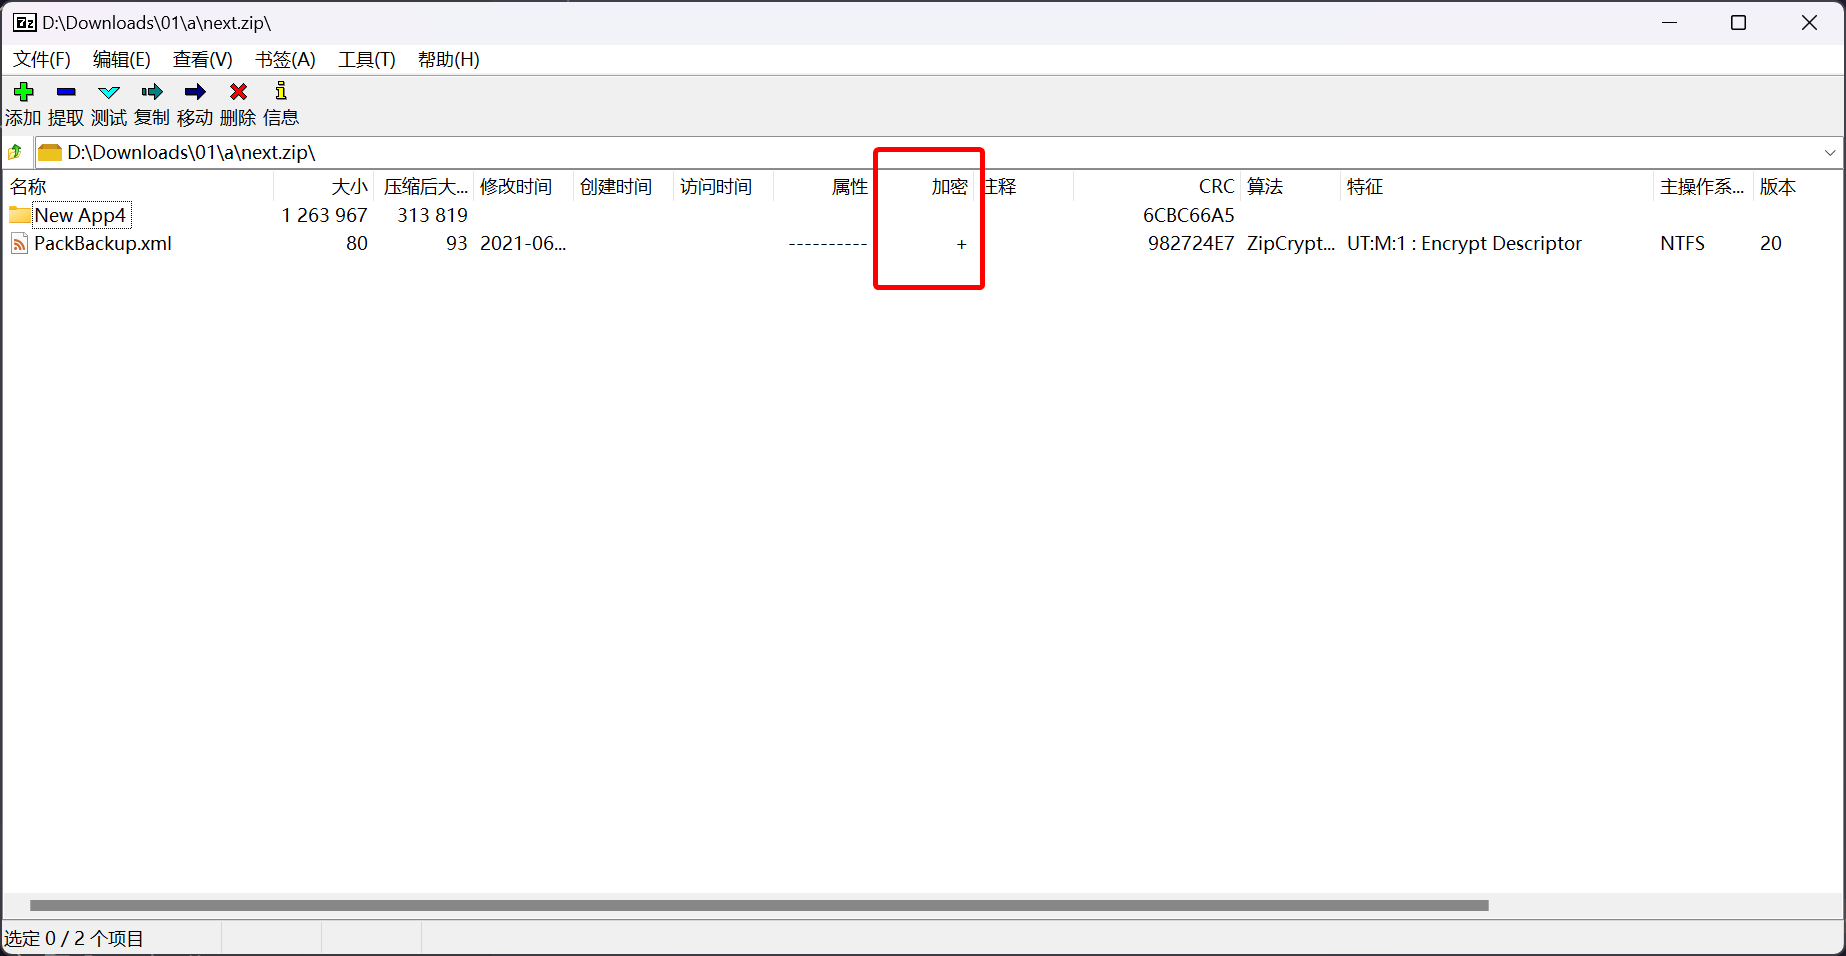 D:\Downloads\01\a\next.zip\
文件(F) 编辑(E) 查看(V) 书签(A) 工具(T) 帮助(H)
添加 提取 测试 复制 移动 删除 信息
D:\Downloads\01\a\next.zip\
名称 大小 压缩后大... 修改时间 创建时间 访问时间 属性 加密 注释 CRC 算法 特征 主操作系... 版本
New App4 1 263 967 313 819 6CBC66A5
PackBackup.xml 80 93 2021-06... ---------- + 982724E7 ZipCrypt... UT:M:1 : Encrypt Descriptor NTFS 20
选定 0 / 2 个项目